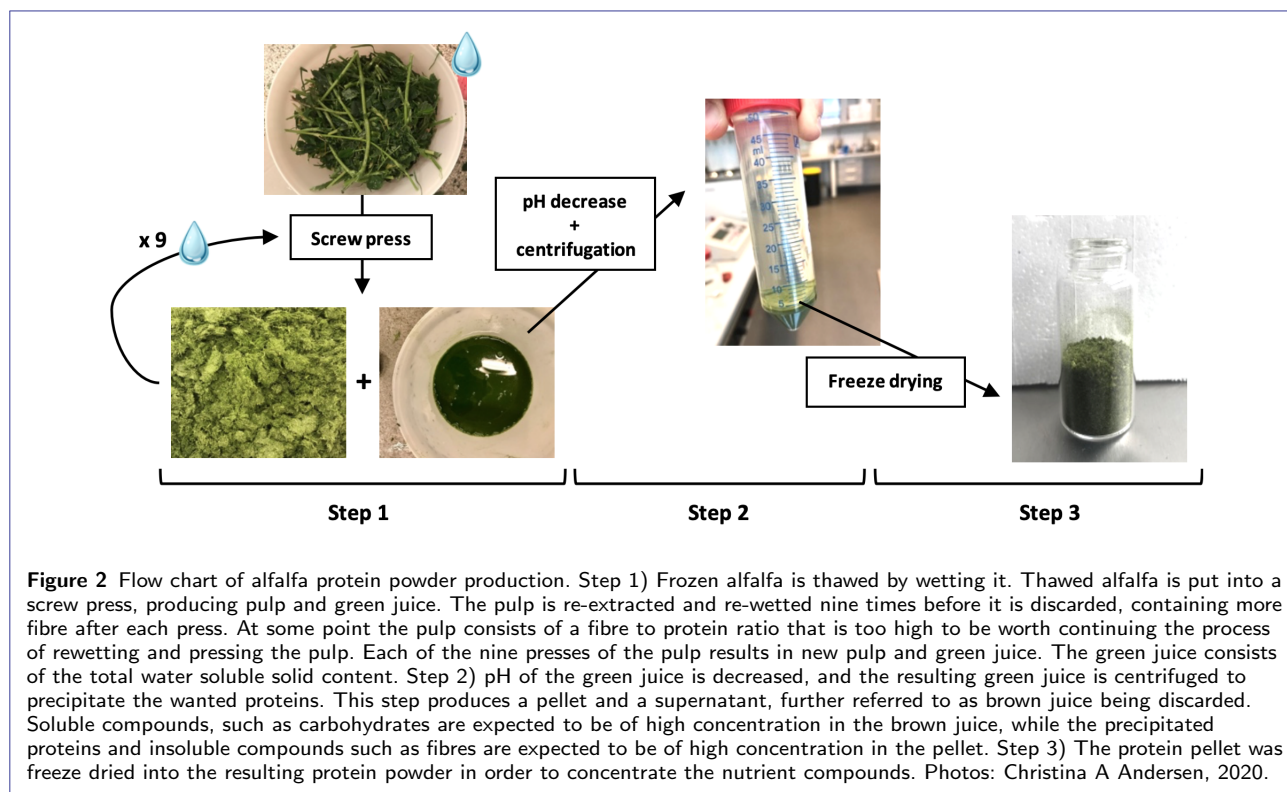 x 9
Screw press
+
pH decrease
+
centrifugation
45
ml
40
35
30
25
20
15
10
5
Freeze drying
Step 1
Step 2
Step 3
Figure 2 Flow chart of alfalfa protein powder production. Step 1) Frozen alfalfa is thawed by wetting it. Thawed alfalfa is put into a
screw press, producing pulp and green juice. The pulp is re-extracted and re-wetted nine times before it is discarded, containing more
fibre after each press. At some point the pulp consists of a fibre to protein ratio that is too high to be worth continuing the process
of rewetting and pressing the pulp. Each of the nine presses of the pulp results in new pulp and green juice. The green juice consists
of the total water soluble solid content. Step 2) pH of the green juice is decreased, and the resulting green juice is centrifuged to
precipitate the wanted proteins. This step produces a pellet and a supernatant, further referred to as brown juice being discarded.
Soluble compounds, such as carbohydrates are expected to be of high concentration in the brown juice, while the precipitated
proteins and insoluble compounds such as fibres are expected to be of high concentration in the pellet. Step 3) The protein pellet was
freeze dried into the resulting protein powder in order to concentrate the nutrient compounds. Photos: Christina A Andersen, 2020.